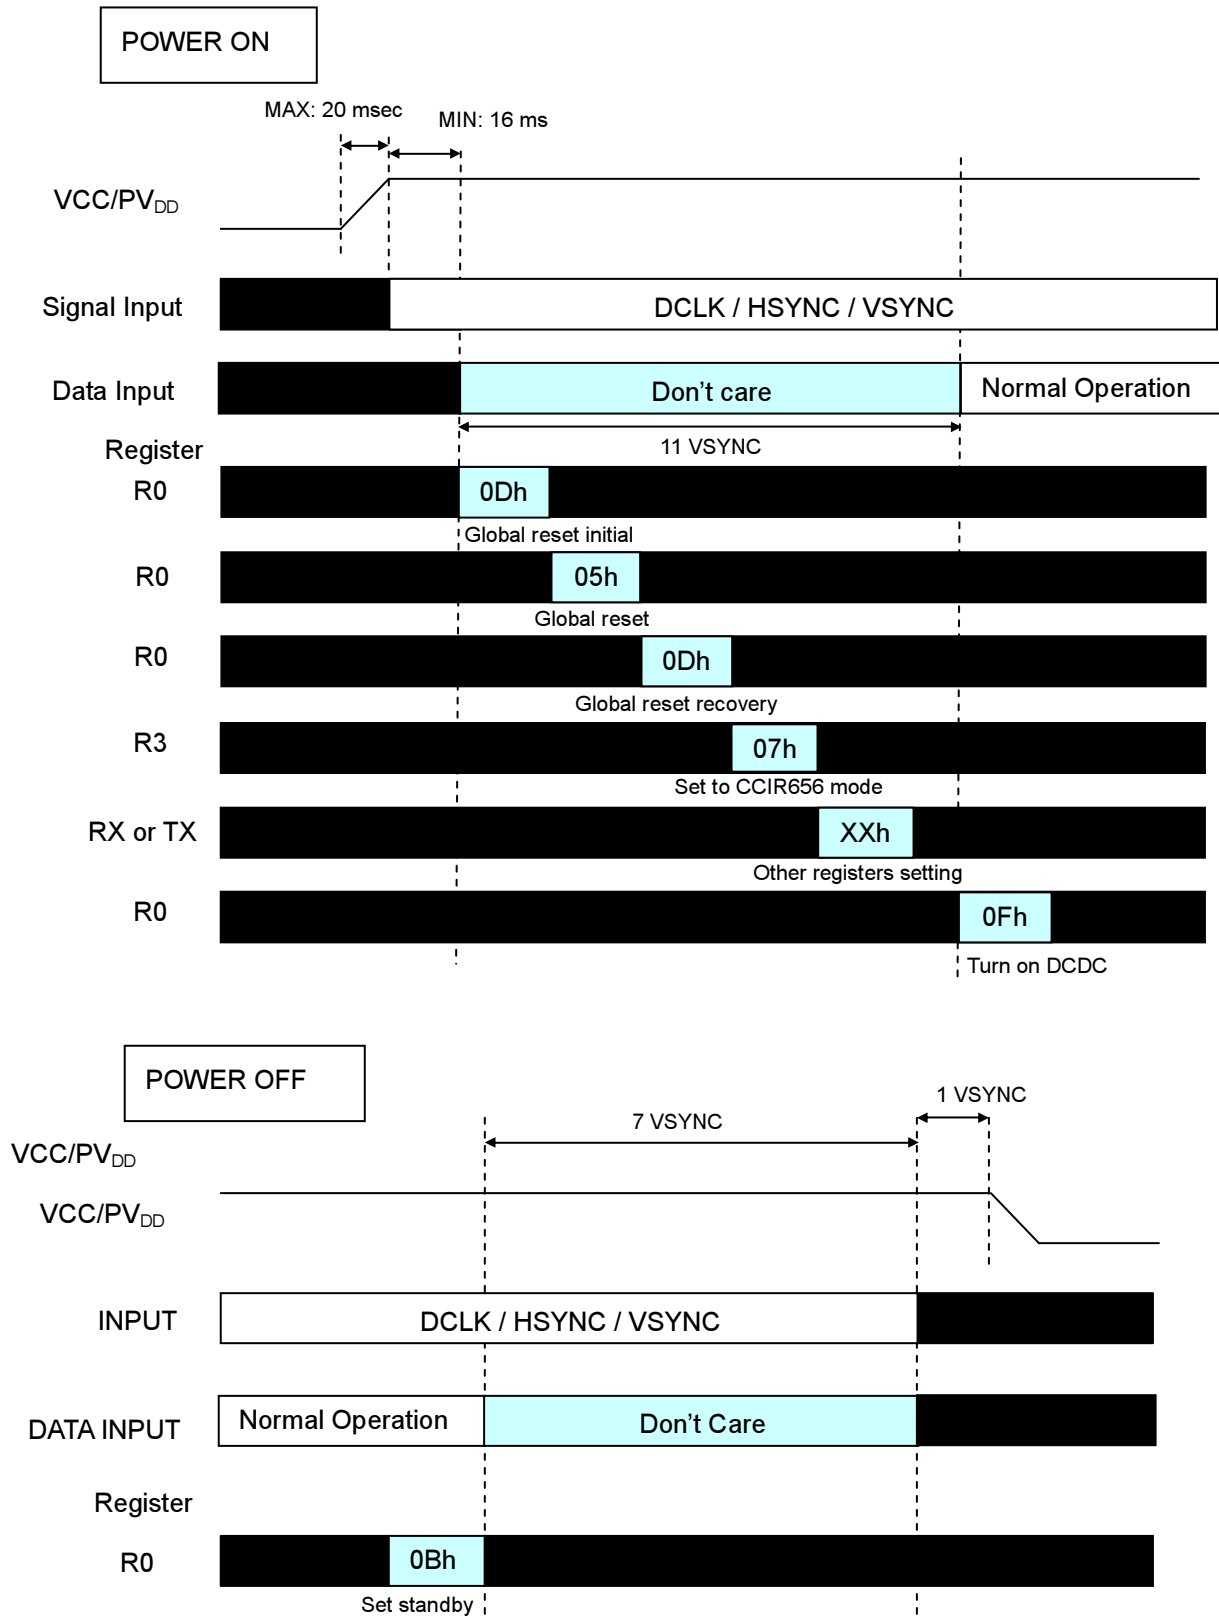 POWER ON
MAX: 20 msec
MIN: 16 ms
VCC/PVDD
Signal Input
DCLK / HSYNC / VSYNC
Data Input
Don't care
Normal Operation
11 VSYNC
Register
R0
0Dh
Global reset initial
R0
05h
Global reset
R0
0Dh
Global reset recovery
R3
07h
Set to CCIR656 mode
RX or TX
XXh
Other registers setting
R0
0Fh
Turn on DCDC
POWER OFF
1 VSYNC
7 VSYNC
VCC/PVDD
VCC/PVDD
INPUT
DCLK / HSYNC / VSYNC
DATA INPUT
Normal Operation
Don't Care
Register
R0
0Bh
Set standby